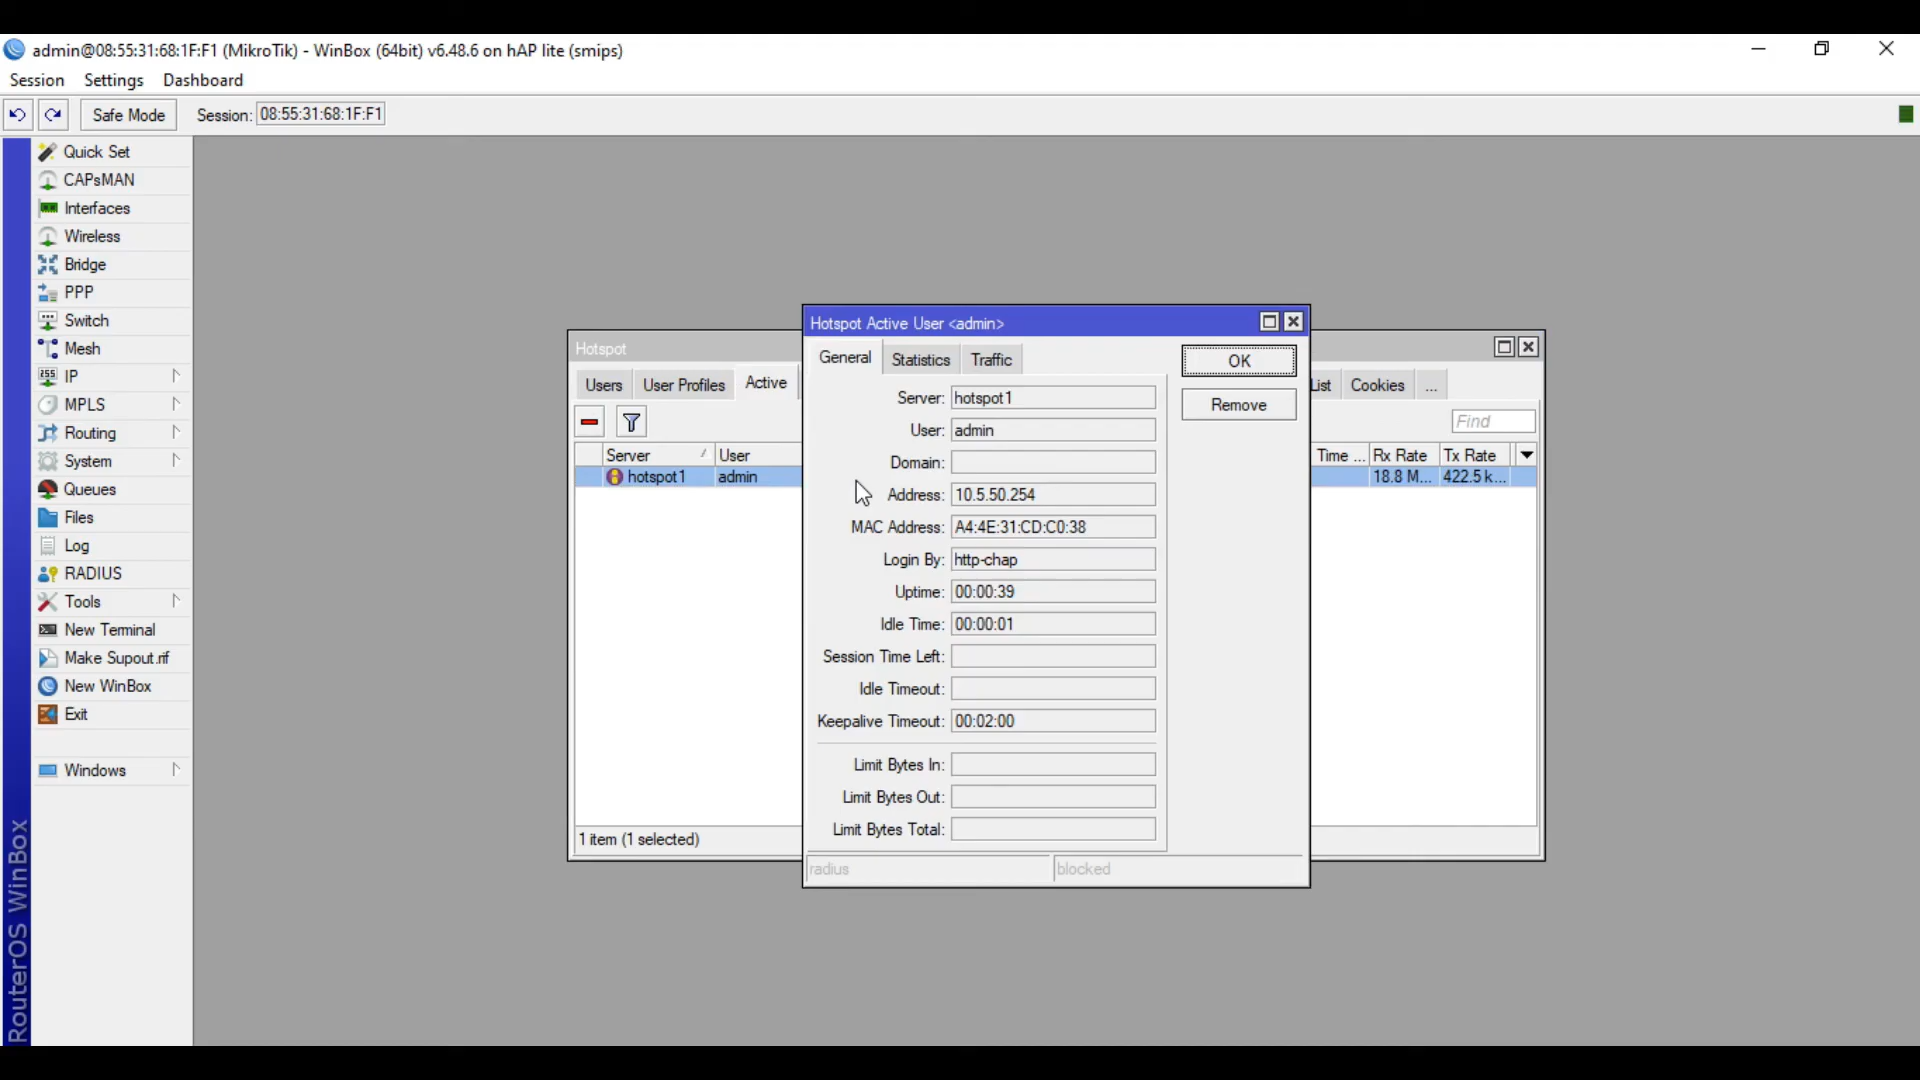 admin@08:55:31:68:1F:F1 (MikroTik) - WinBox (64bit) v6.48.6 on hAP lite (smips)
Session Settings Dashboard
Safe Mode Session: 08:55:31:68:1F:F1
Quick Set
CAPsMAN
Interfaces
Wireless
Bridge
PPP
Switch
Mesh
255 IP
MPLS
Routing
System
Queues
Files
Log
RADIUS
Tools
New Terminal
Make Supout.rif
New WinBox
Exit
Windows
RouterOS WinBox
Hotspot
Users User Profiles Active
List Cookies ...
Find
Server User
Time ... Rx Rate Tx Rate
hotspot1 admin
18.8 M... 422.5 k...
1 item (1 selected)
Hotspot Active User <admin>
General Statistics Traffic
OK
Remove
Server: hotspot1
User: admin
Domain:
Address: 10.5.50.254
MAC Address: A4:4E:31:CD:C0:38
Login By: http-chap
Uptime: 00:00:39
Idle Time: 00:00:01
Session Time Left:
Idle Timeout:
Keepalive Timeout: 00:02:00
Limit Bytes In:
Limit Bytes Out:
Limit Bytes Total:
radius blocked